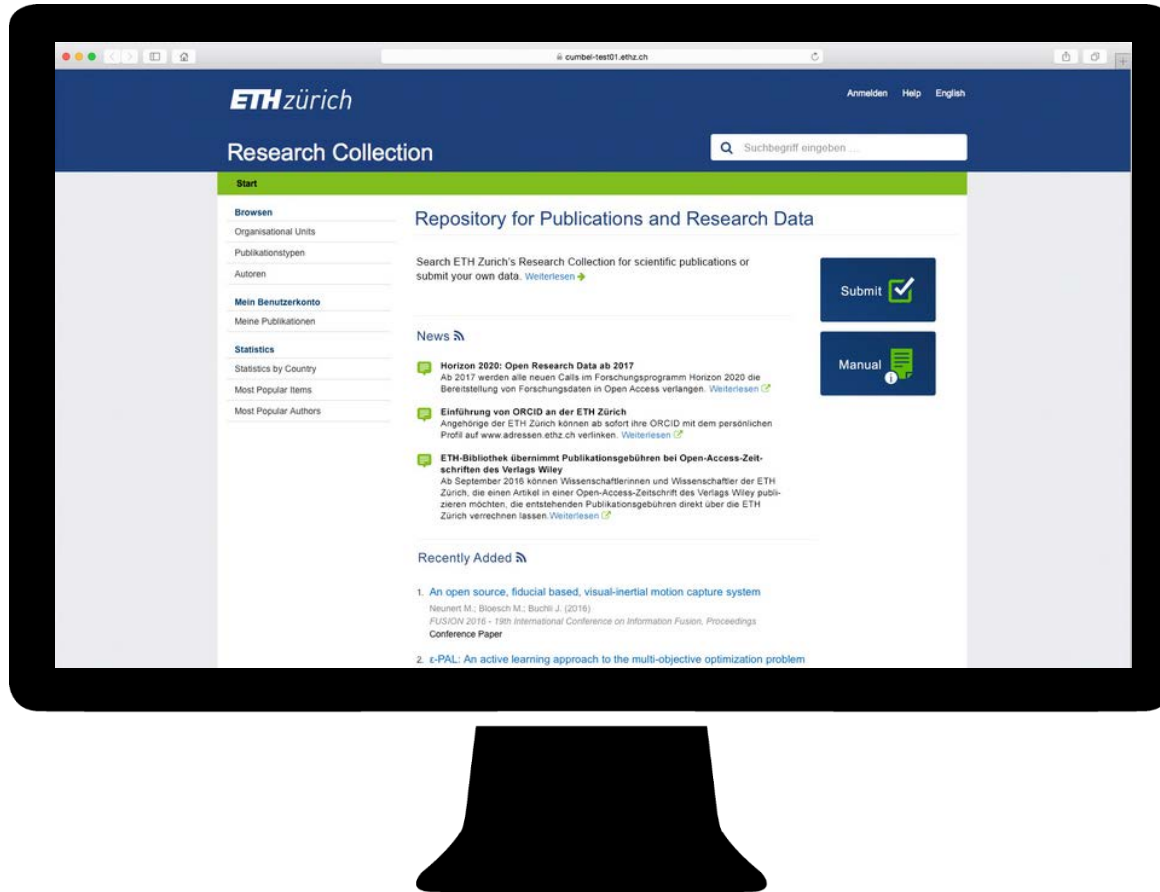 cumbel-test01.ethz.ch
ETH zürich
Anmelden Help English
Research Collection
Suchbegriff eingeben ...
Start
Browsen
Organisational Units
Publikationstypen
Autoren
Mein Benutzerkonto
Meine Publikationen
Statistics
Statistics by Country
Most Popular Items
Most Popular Authors
Repository for Publications and Research Data
Search ETH Zurich's Research Collection for scientific publications or
submit your own data. Weiterlesen
Submit
Manual
News
Horizon 2020: Open Research Data ab 2017
Ab 2017 werden alle neuen Calls im Forschungsprogramm Horizon 2020 die
Bereitstellung von Forschungsdaten in Open Access verlangen. Weiterlesen
Einführung von ORCID an der ETH Zürich
Angehörige der ETH Zürich können ab sofort ihre ORCID mit dem persönlichen
Profil auf www.adressen.ethz.ch verlinken. Weiterlesen
ETH-Bibliothek übernimmt Publikationsgebühren bei Open-Access-Zeit-
schriften des Verlags Wiley
Ab September 2016 können Wissenschaftlerinnen und Wissenschaftler der ETH
Zürich, die einen Artikel in einer Open-Access-Zeitschrift des Verlags Wiley publi-
zieren möchten, die entstehenden Publikationsgebühren direkt über die ETH
Zürich verrechnen lassen.Weiterlesen
Recently Added
1. An open source, fiducial based, visual-inertial motion capture system
Neunert M.; Bloesch M.; Buchli J. (2016)
FUSION 2016 - 19th International Conference on Information Fusion, Proceedings
Conference Paper
2. ε-PAL: An active learning approach to the multi-objective optimization problem